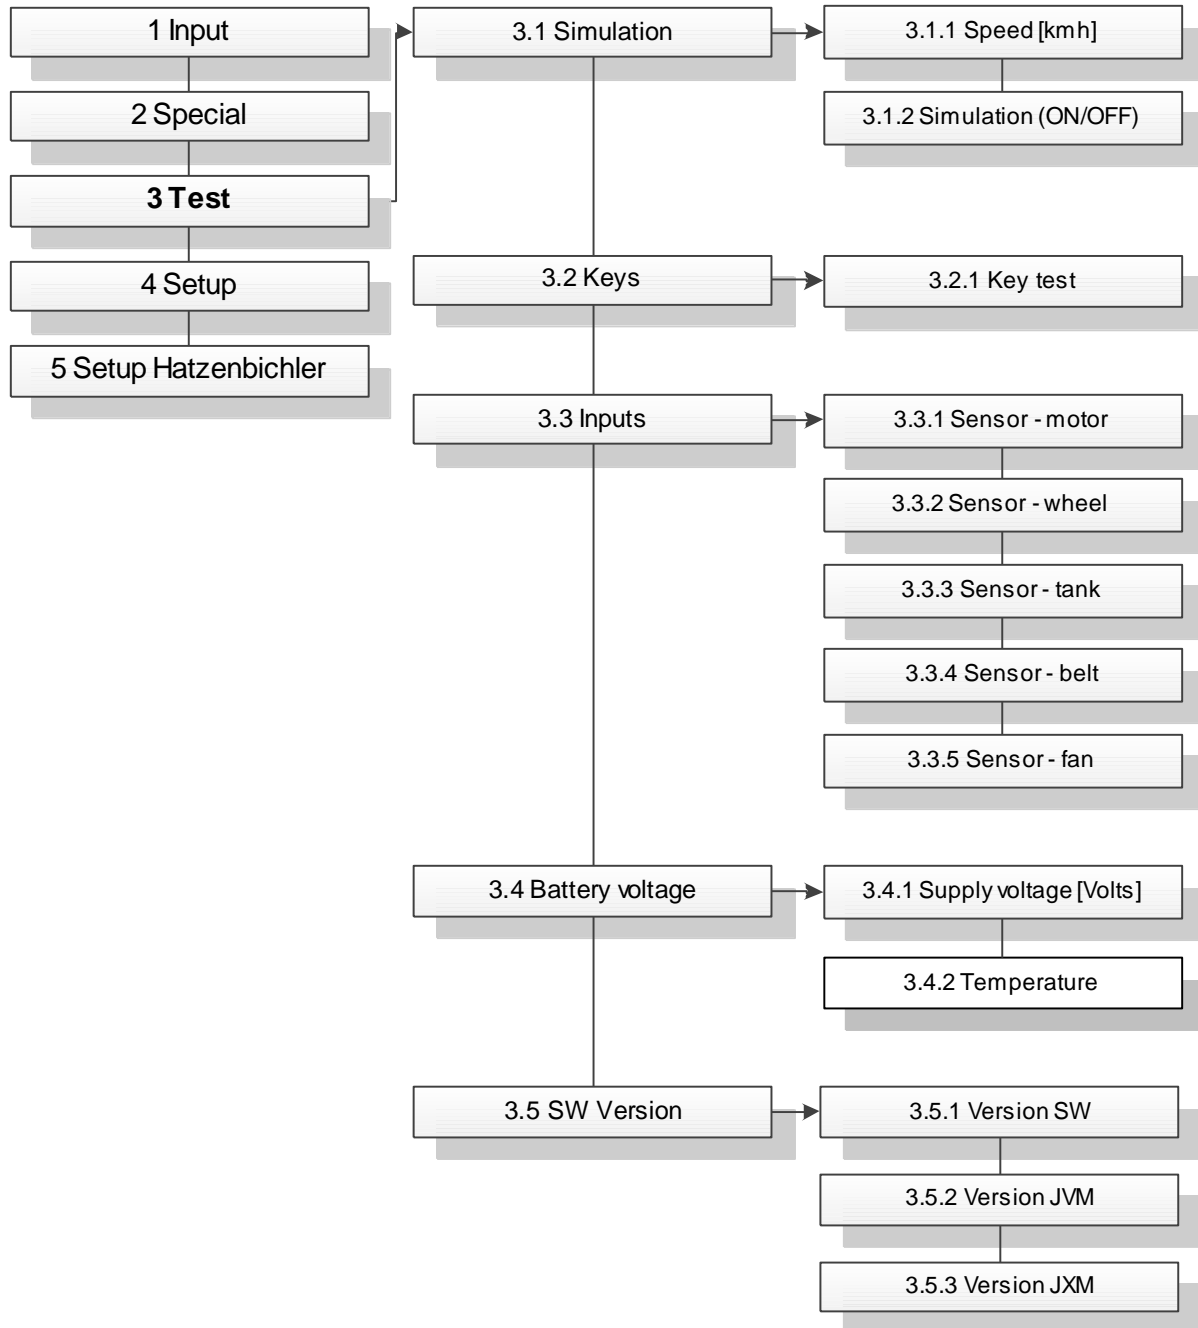 1 Input
2 Special
3 Test
4 Setup
5 Setup Hatzenbichler
3.1 Simulation
3.1.1 Speed [kmh]
3.1.2 Simulation (ON/OFF)
3.2 Keys
3.2.1 Key test
3.3 Inputs
3.3.1 Sensor - motor
3.3.2 Sensor - wheel
3.3.3 Sensor - tank
3.3.4 Sensor - belt
3.3.5 Sensor - fan
3.4 Battery voltage
3.4.1 Supply voltage [Volts]
3.4.2 Temperature
3.5 SW Version
3.5.1 Version SW
3.5.2 Version JVM
3.5.3 Version JXM